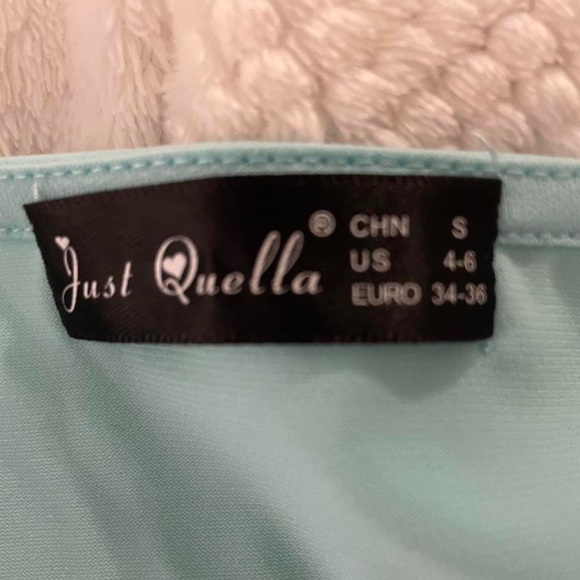 Just Quella ®
CHN S
US 4-6
EURO 34-36